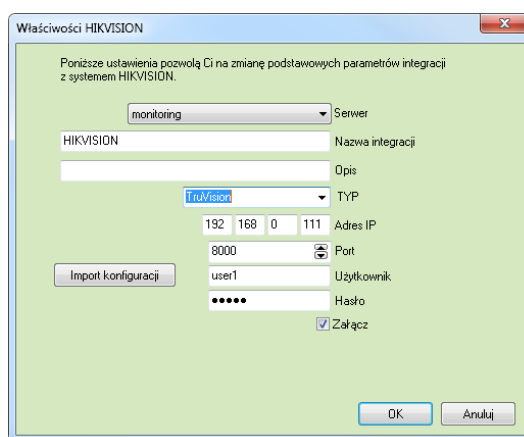 Właściwości HIKVISION
Poniższe ustawienia pozwolą Ci na zmianę podstawowych parametrów integracji
z systemem HIKVISION.
monitoring Serwer
HIKVISION Nazwa integracji
Opis
TruVision TYP
192 168 0 111 Adres IP
8000 Port
Import konfiguracji user1 Użytkownik
●●●●● Hasło
Załącz
OK Anuluj